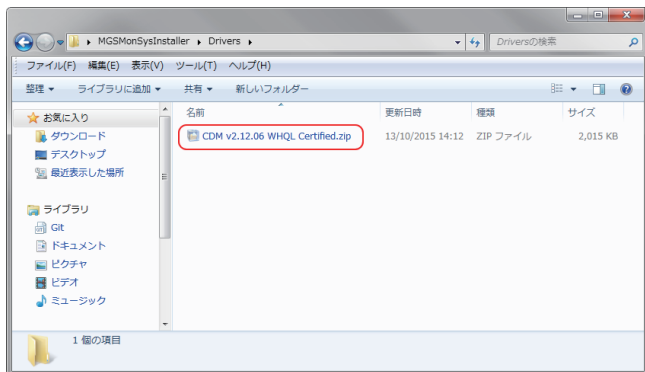 MGSMonSysInstaller ▸ Drivers ▸
Driversの検索
ファイル(F) 編集(E) 表示(V) ツール(T) ヘルプ(H)
整理 ライブラリに追加 共有 新しいフォルダー
名前 更新日時 種類 サイズ
お気に入り
ダウンロード
デスクトップ
最近表示した場所
ライブラリ
Git
ドキュメント
ピクチャ
ビデオ
ミュージック
CDM v2.12.06 WHQL Certified.zip 13/10/2015 14:12 ZIP ファイル 2,015 KB
1 個の項目